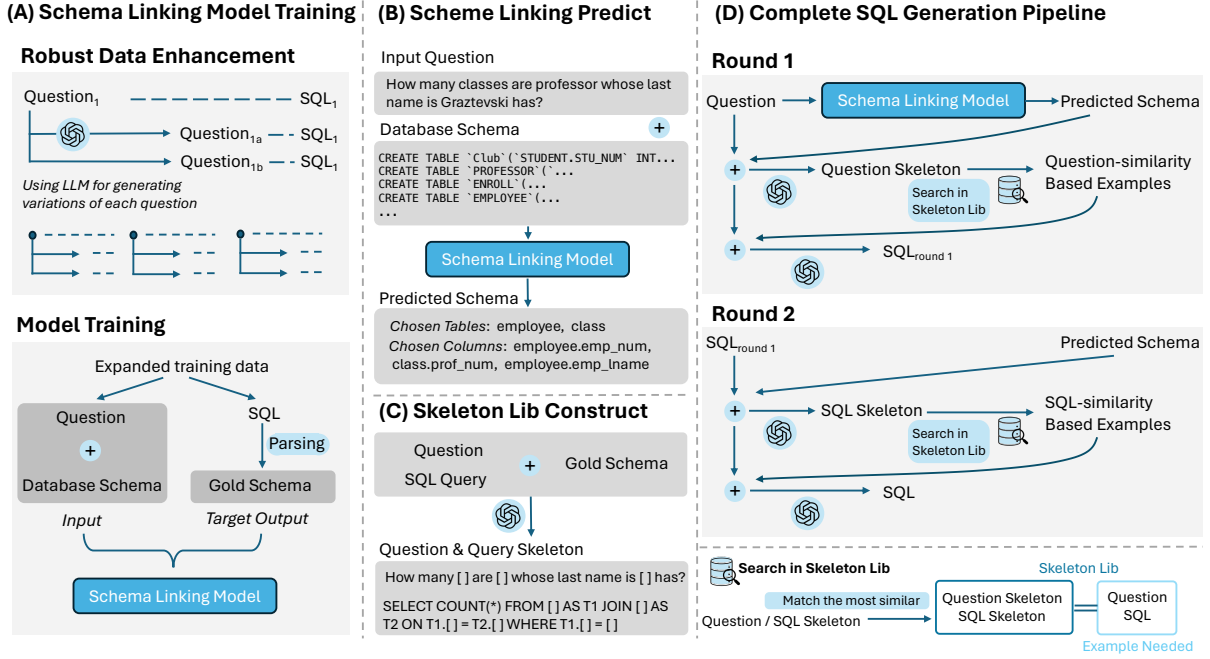 (A) Schema Linking Model Training
Robust Data Enhancement
Question1 SQL1
Question1a SQL1
Question1b SQL1
Using LLM for generating
variations of each question
Model Training
Expanded training data
Question
+
Database Schema
SQL
Parsing
Gold Schema
Input
Target Output
Schema Linking Model
(B) Scheme Linking Predict
Input Question
How many classes are professor whose last
name is Graztevski has?
Database Schema
+
CREATE TABLE `Club`(`STUDENT.STU_NUM` INT...
CREATE TABLE `PROFESSOR`(`...
CREATE TABLE `ENROLL`(...
CREATE TABLE `EMPLOYEE`(...
...
Schema Linking Model
Predicted Schema
Chosen Tables: employee, class
Chosen Columns: employee.emp_num,
class.prof_num, employee.emp_lname
(C) Skeleton Lib Construct
Question
SQL Query
+
Gold Schema
Question & Query Skeleton
How many [ ] are [ ] whose last name is [ ] has?
SELECT COUNT(*) FROM [ ] AS T1 JOIN [ ] AS
T2 ON T1.[ ] = T2.[ ] WHERE T1.[ ] = [ ]
(D) Complete SQL Generation Pipeline
Round 1
Question
Schema Linking Model
Predicted Schema
+
Question Skeleton
Search in
Skeleton Lib
Question-similarity
Based Examples
+
SQLround 1
Round 2
SQLround 1
Predicted Schema
+
SQL Skeleton
Search in
Skeleton Lib
SQL-similarity
Based Examples
+
SQL
Search in Skeleton Lib
Skeleton Lib
Match the most similar
Question / SQL Skeleton
Question Skeleton
SQL Skeleton
Question
SQL
Example Needed